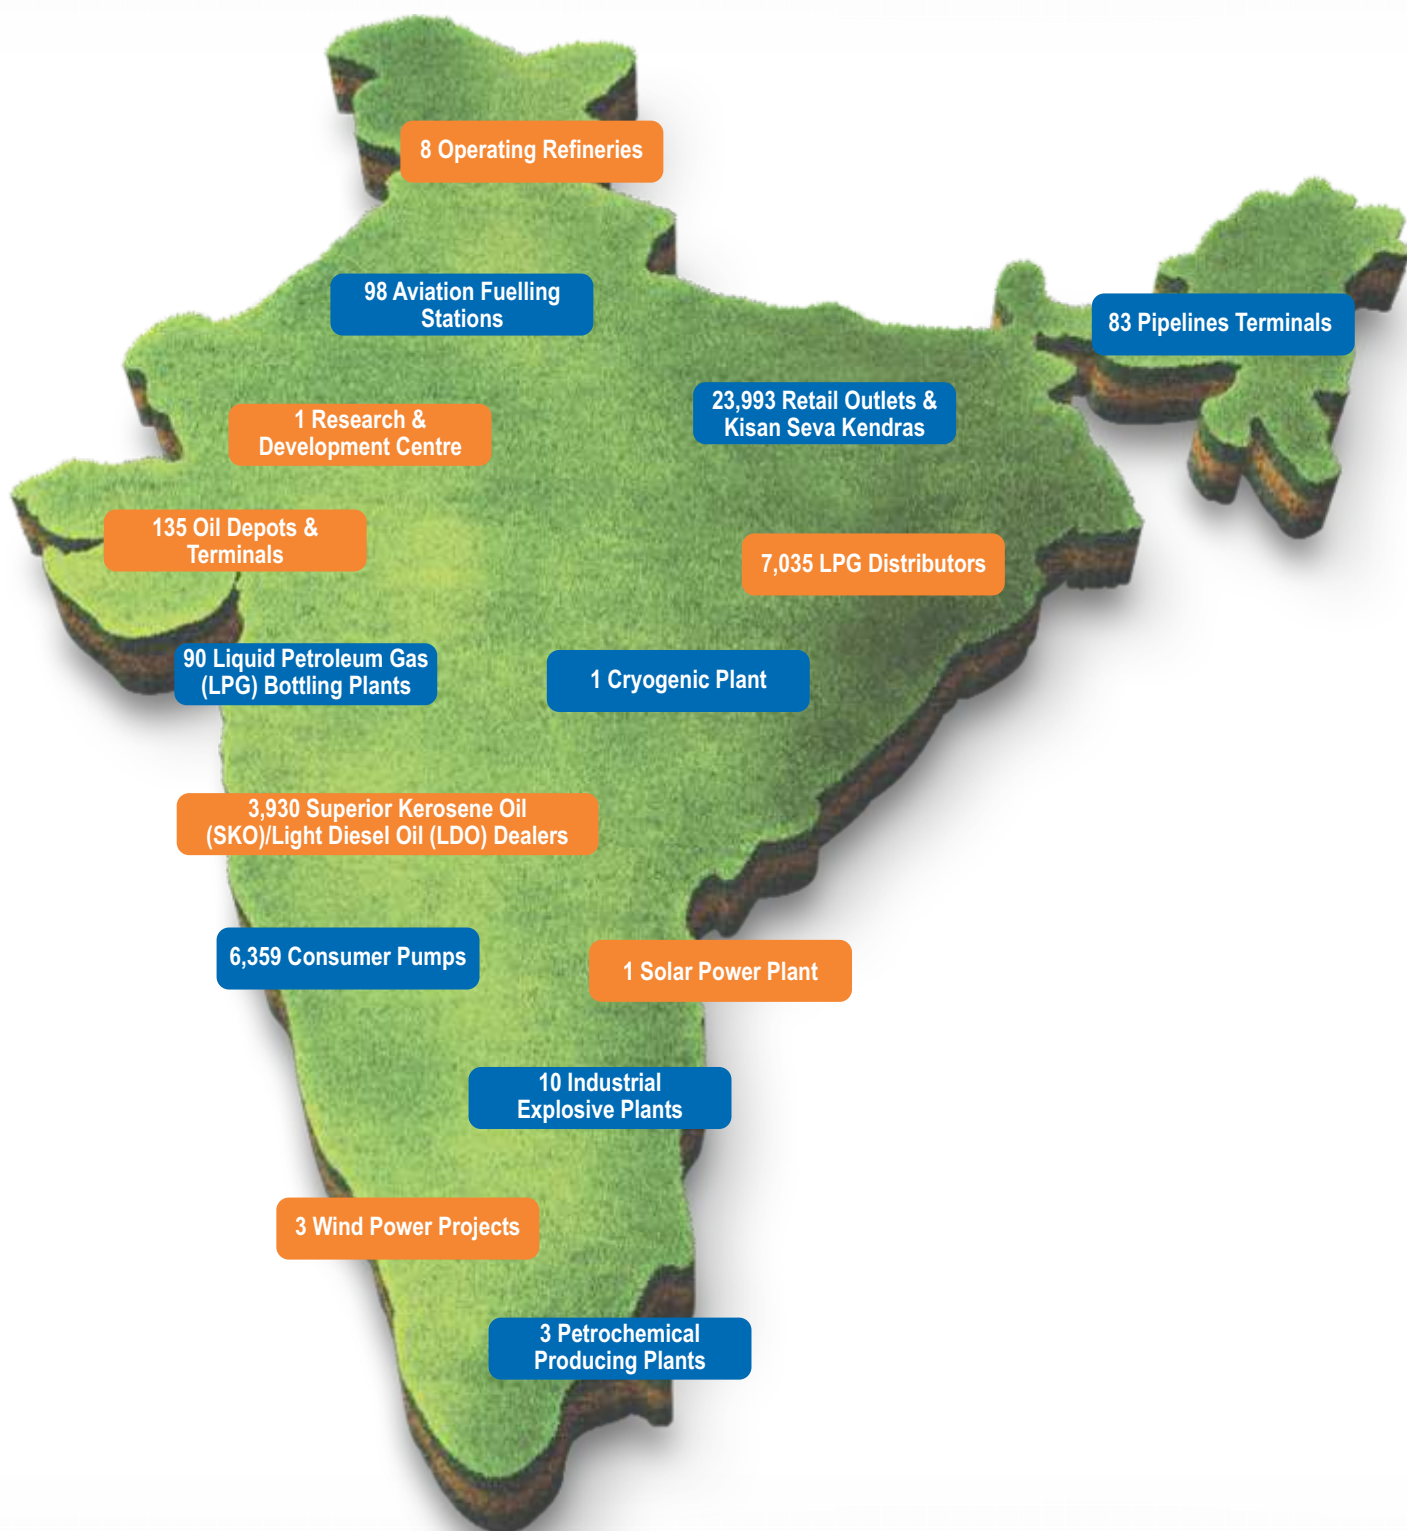 8 Operating Refineries
98 Aviation Fuelling
Stations
83 Pipelines Terminals
23,993 Retail Outlets &
Kisan Seva Kendras
1 Research &
Development Centre
135 Oil Depots &
Terminals
7,035 LPG Distributors
90 Liquid Petroleum Gas
(LPG) Bottling Plants
1 Cryogenic Plant
3,930 Superior Kerosene Oil
(SKO)/Light Diesel Oil (LDO) Dealers
6,359 Consumer Pumps
1 Solar Power Plant
10 Industrial
Explosive Plants
3 Wind Power Projects
3 Petrochemical
Producing Plants